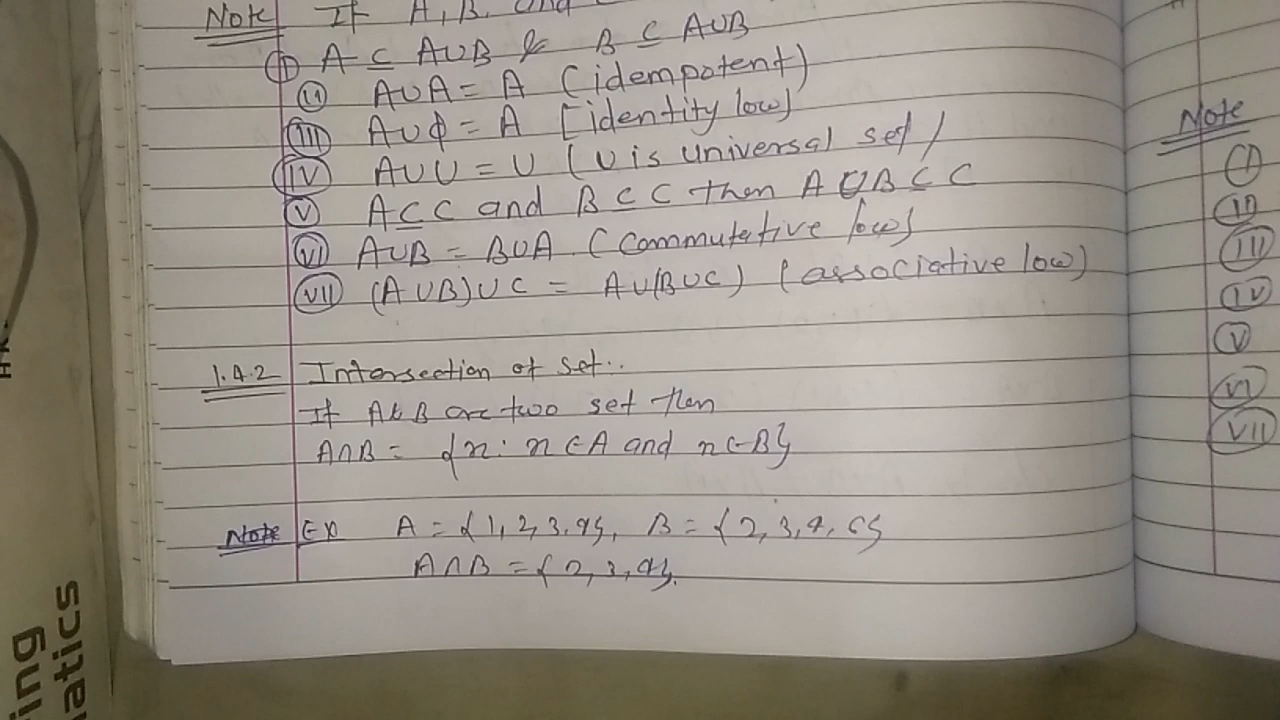 Note If A, B, and
(i) A ⊆ A∪B & B ⊆ A∪B
(ii) A∪A = A (idempotent)
(iii) A∪ϕ = A [identity low]
(iv) A∪U = U (U is universal set)
(v) A ⊆ C and B ⊆ C then A∪B ⊆ C
(vi) A∪B = B∪A (Commutative low)
(vii) (A∪B)∪C = A∪(B∪C) (associative low)
1.4.2 Intersection of set:.
If A & B are two set then
A∩B = {x: x ∈ A and x ∈ B}
Note Ex A = {1, 2, 3, 4}, B = {2, 3, 4, 6}
A∩B = {2, 3, 4}.
Note
(i)
(ii)
(iii)
(iv)
(v)
(vi)
(vii)
ing
atics